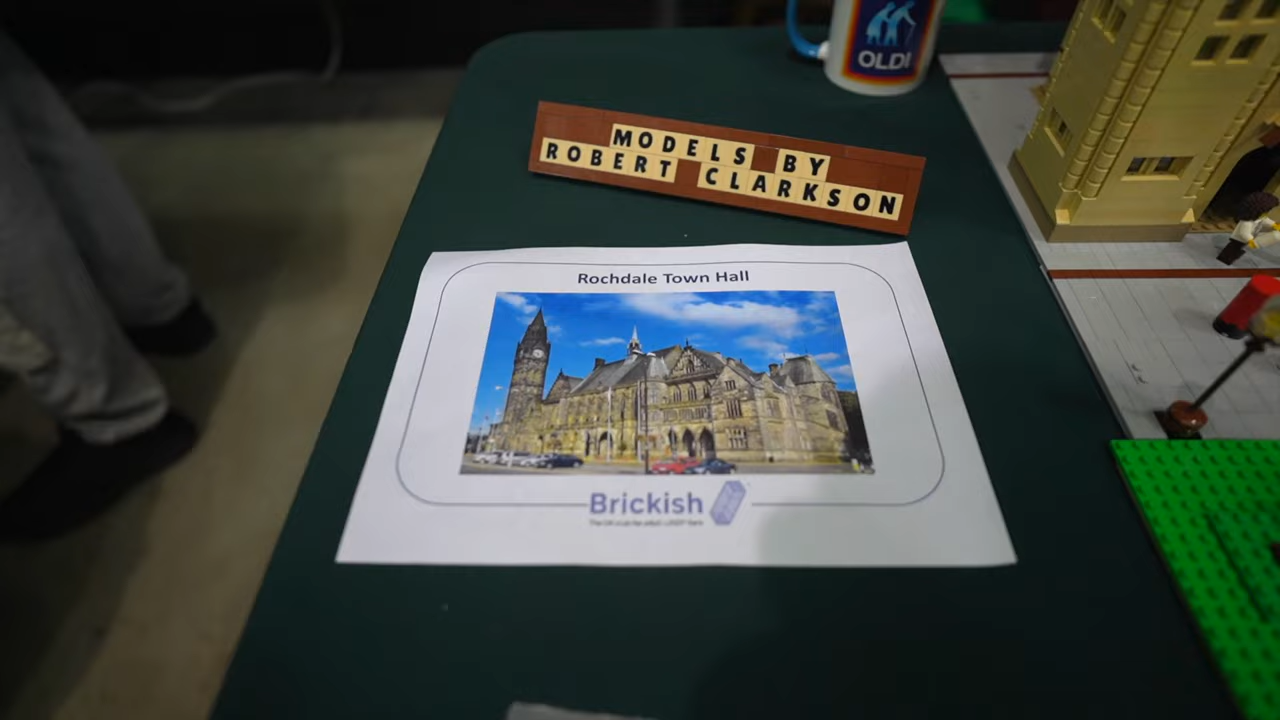 OLDI
MODELS BY
ROBERT CLARKSON
Rochdale Town Hall
Brickish